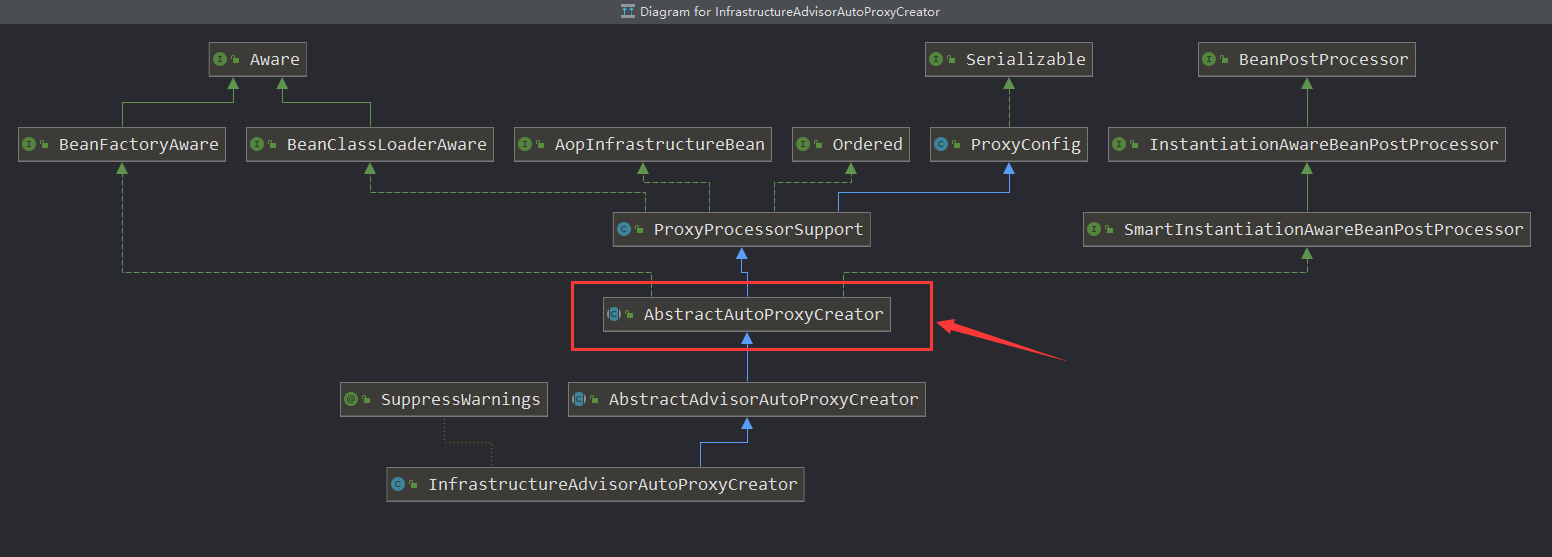 Diagram for InfrastructureAdvisorAutoProxyCreator
Aware
Serializable
BeanPostProcessor
BeanFactoryAware
BeanClassLoaderAware
AopInfrastructureBean
Ordered
ProxyConfig
InstantiationAwareBeanPostProcessor
ProxyProcessorSupport
SmartInstantiationAwareBeanPostProcessor
AbstractAutoProxyCreator
SuppressWarnings
AbstractAdvisorAutoProxyCreator
InfrastructureAdvisorAutoProxyCreator